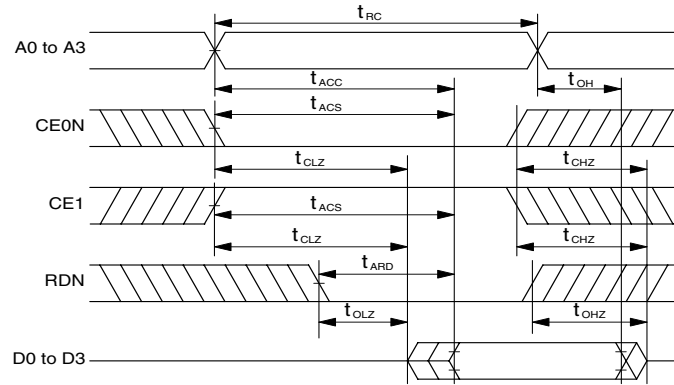 tRC
A0 to A3
tACC
tOH
tACS
CE0N
tCLZ
tCHZ
CE1
tACS
tCLZ
tCHZ
tARD
RDN
tOLZ
tOHZ
D0 to D3